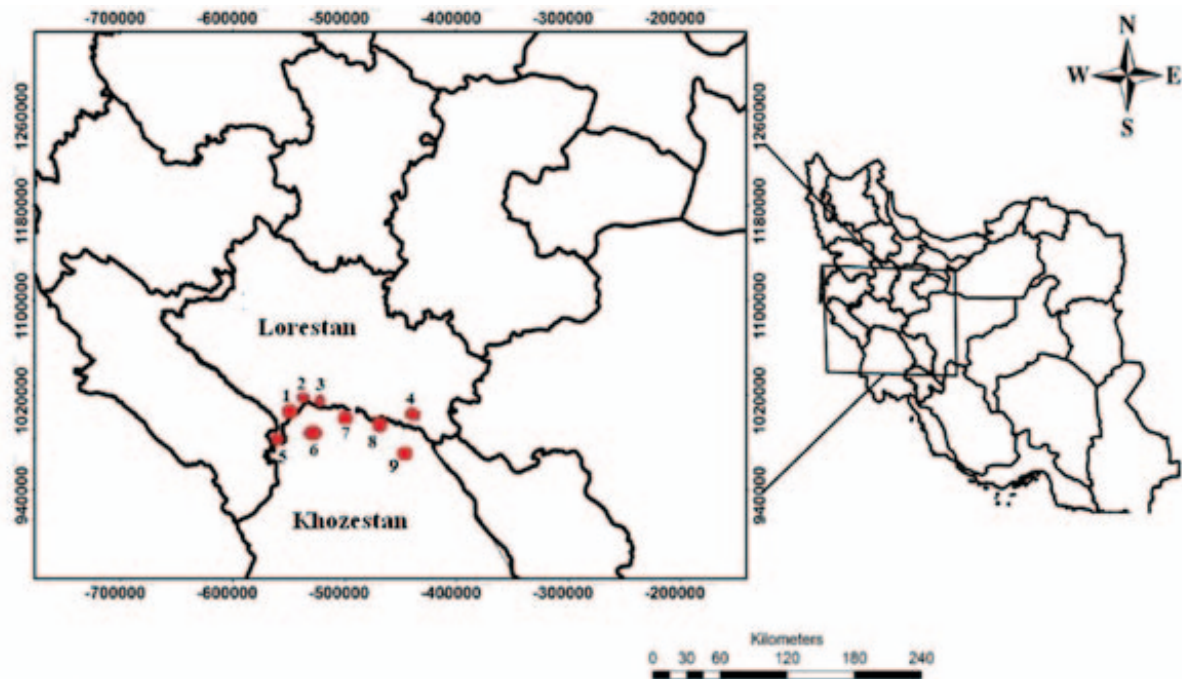 -700000 -600000 -500000 -400000 -300000 -200000
N
W E
S
1260000 1260000
1180000 1180000
1100000 1100000
Lorestan
1020000 1020000
1 2 3 4
5 6 7 8 9
940000 940000
Khozestan
-700000 -600000 -500000 -400000 -300000 -200000
Kilometers
0 30 60 120 180 240